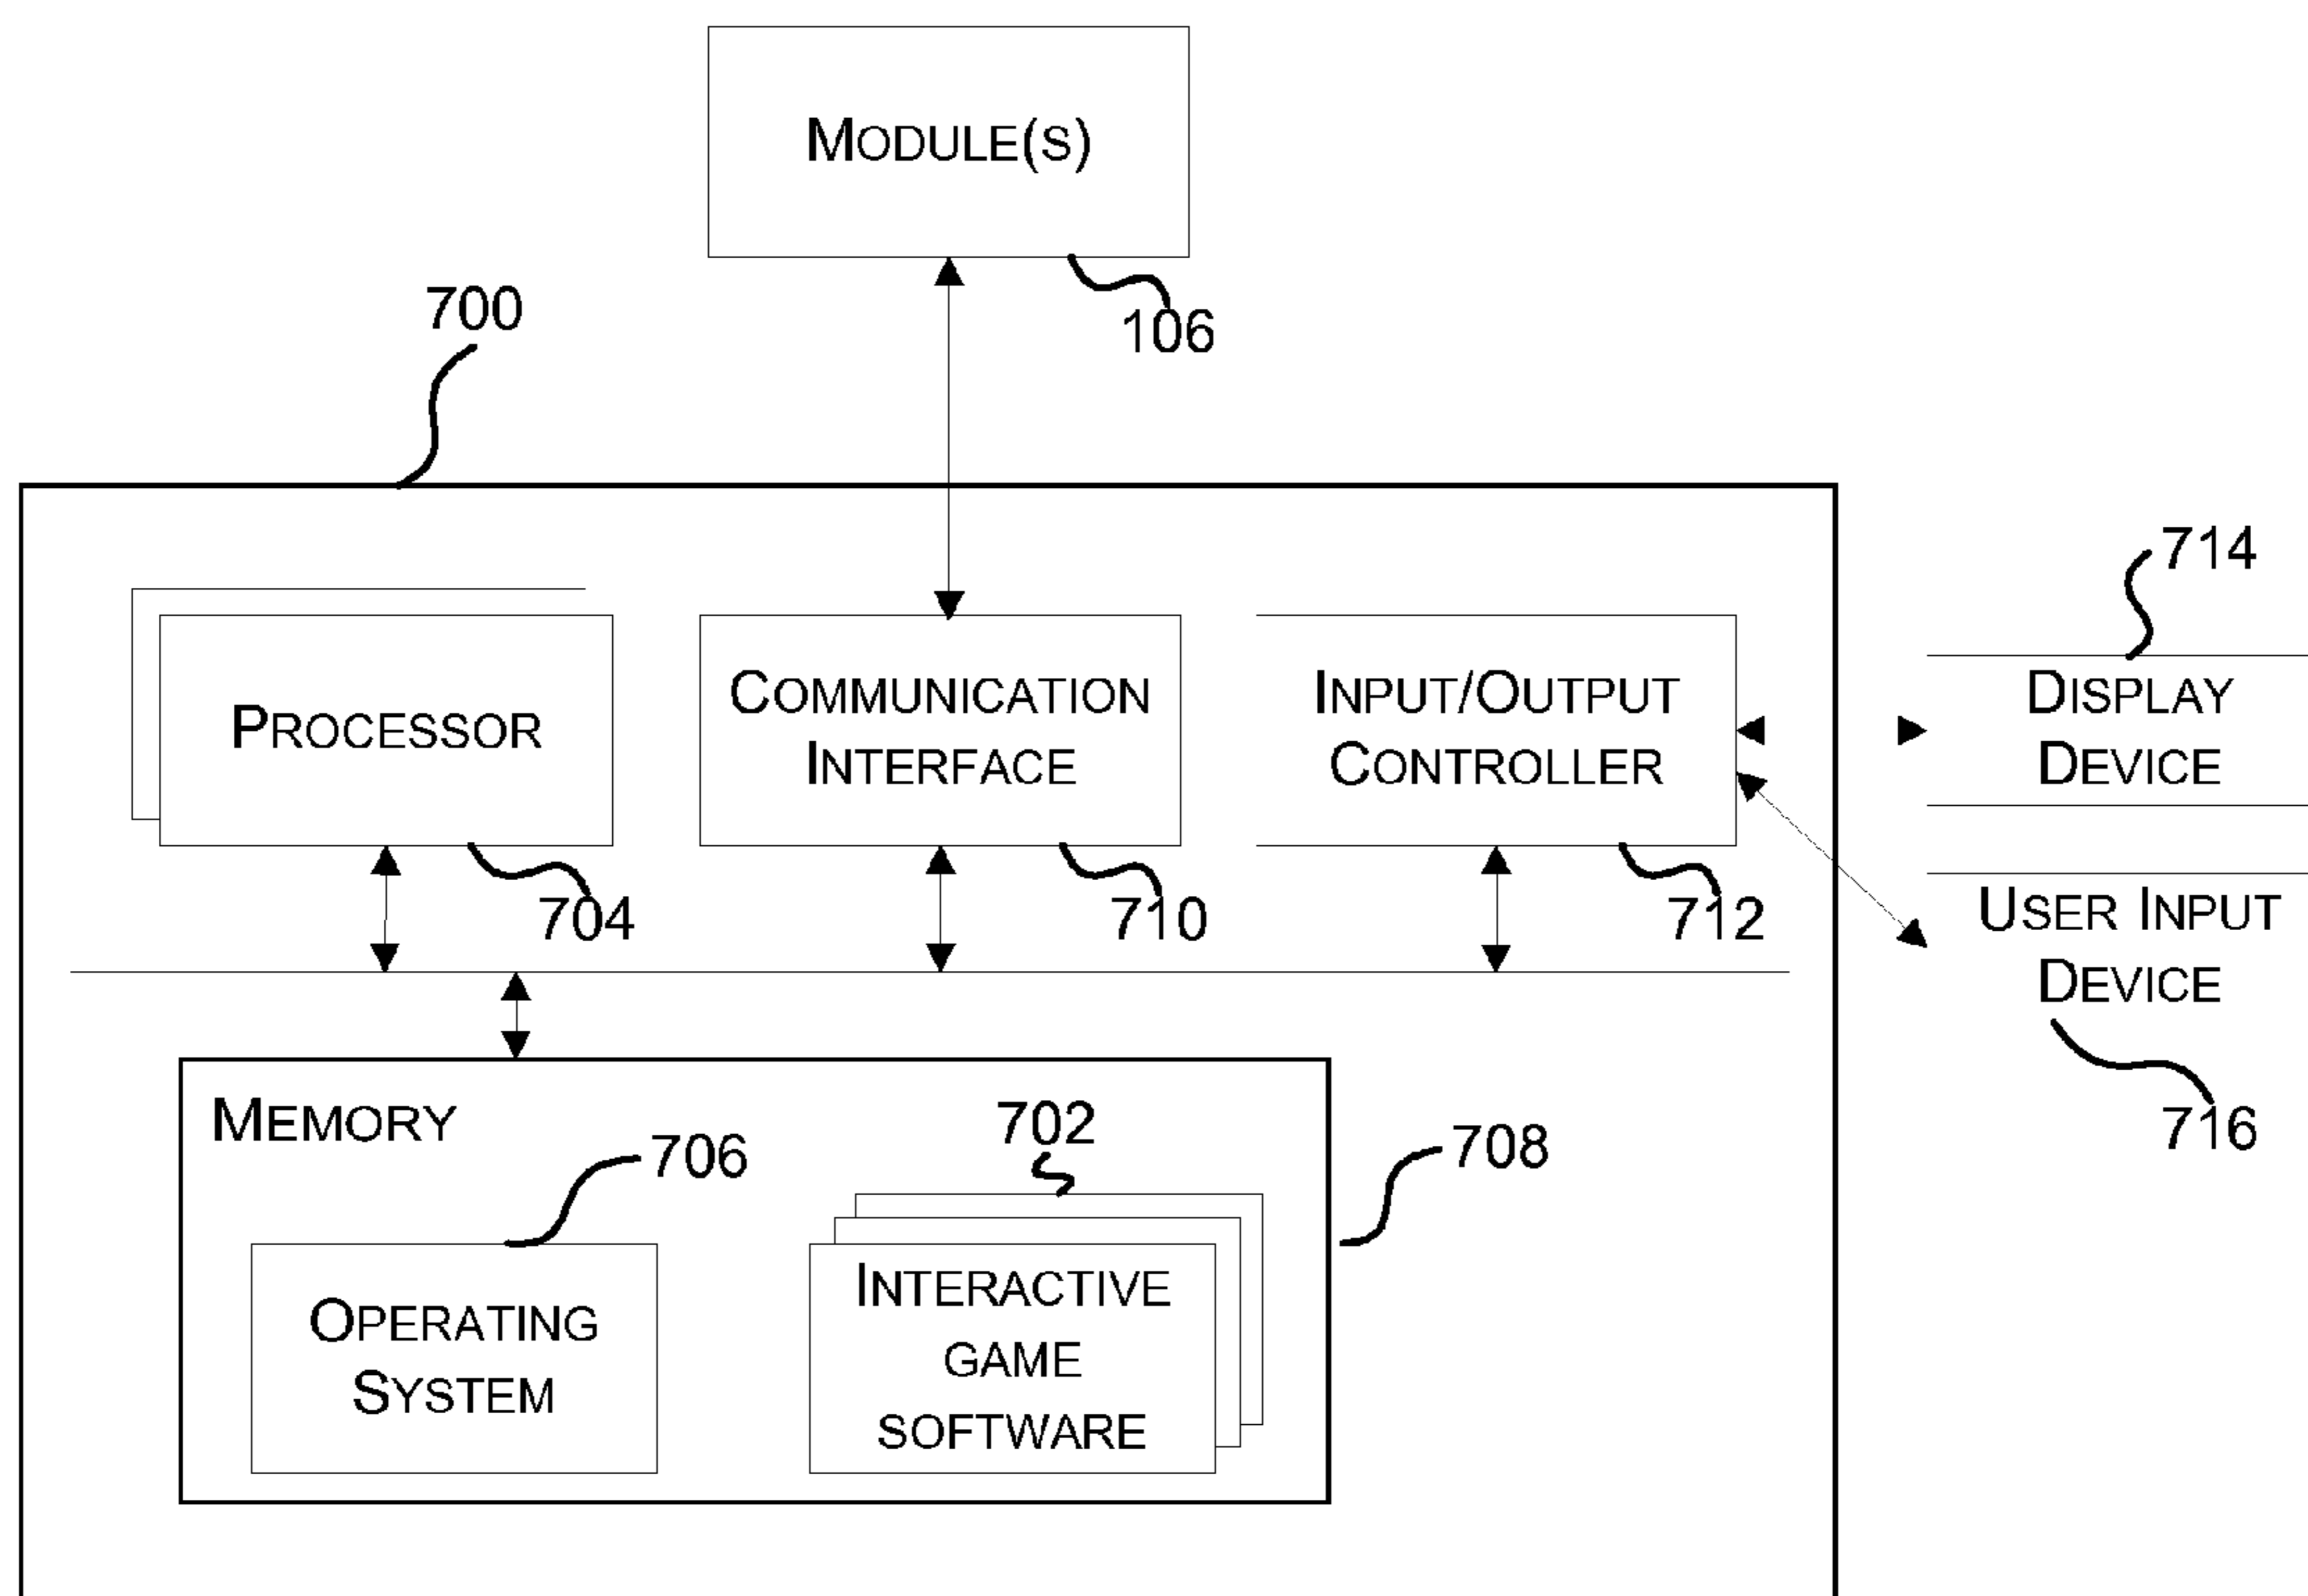 MODULE(S)
106
700
714
PROCESSOR
704
COMMUNICATION
INTERFACE
710
INPUT/OUTPUT
CONTROLLER
712
DISPLAY
DEVICE
USER INPUT
DEVICE
716
MEMORY
706
702
708
OPERATING
SYSTEM
INTERACTIVE
GAME
SOFTWARE